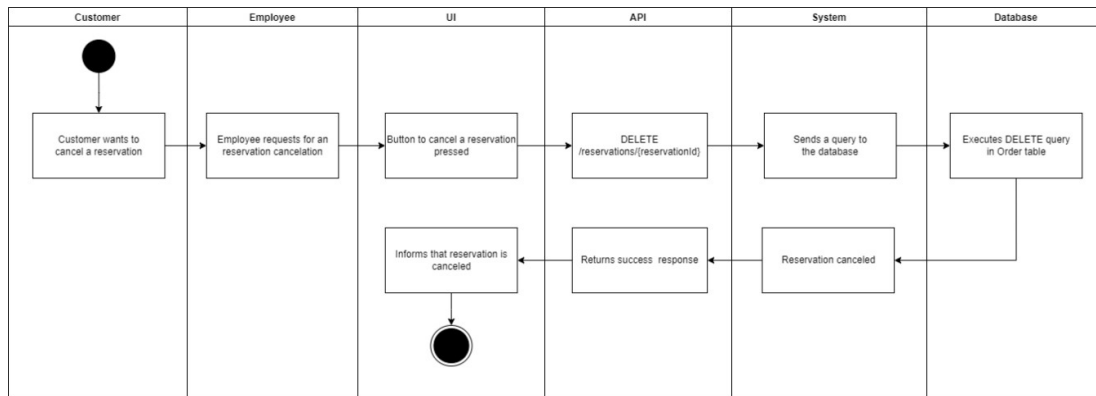 Customer
Employee
UI
API
System
Database
Customer wants to
cancel a reservation
Employee requests for an
reservation cancelation
Button to cancel a reservation
pressed
DELETE
/reservations/{reservationId}
Sends a query to
the database
Executes DELETE query
in Order table
Informs that reservation is
canceled
Returns success response
Reservation canceled